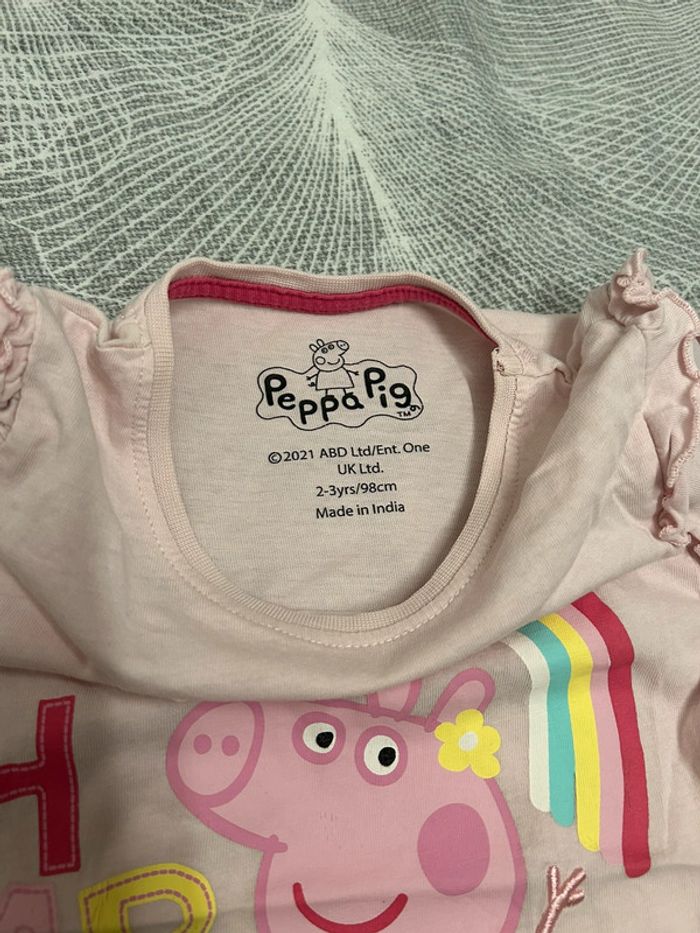 Peppa Pig
TM
©2021 ABD Ltd/Ent. One
UK Ltd.
2-3yrs/98cm
Made in India
H